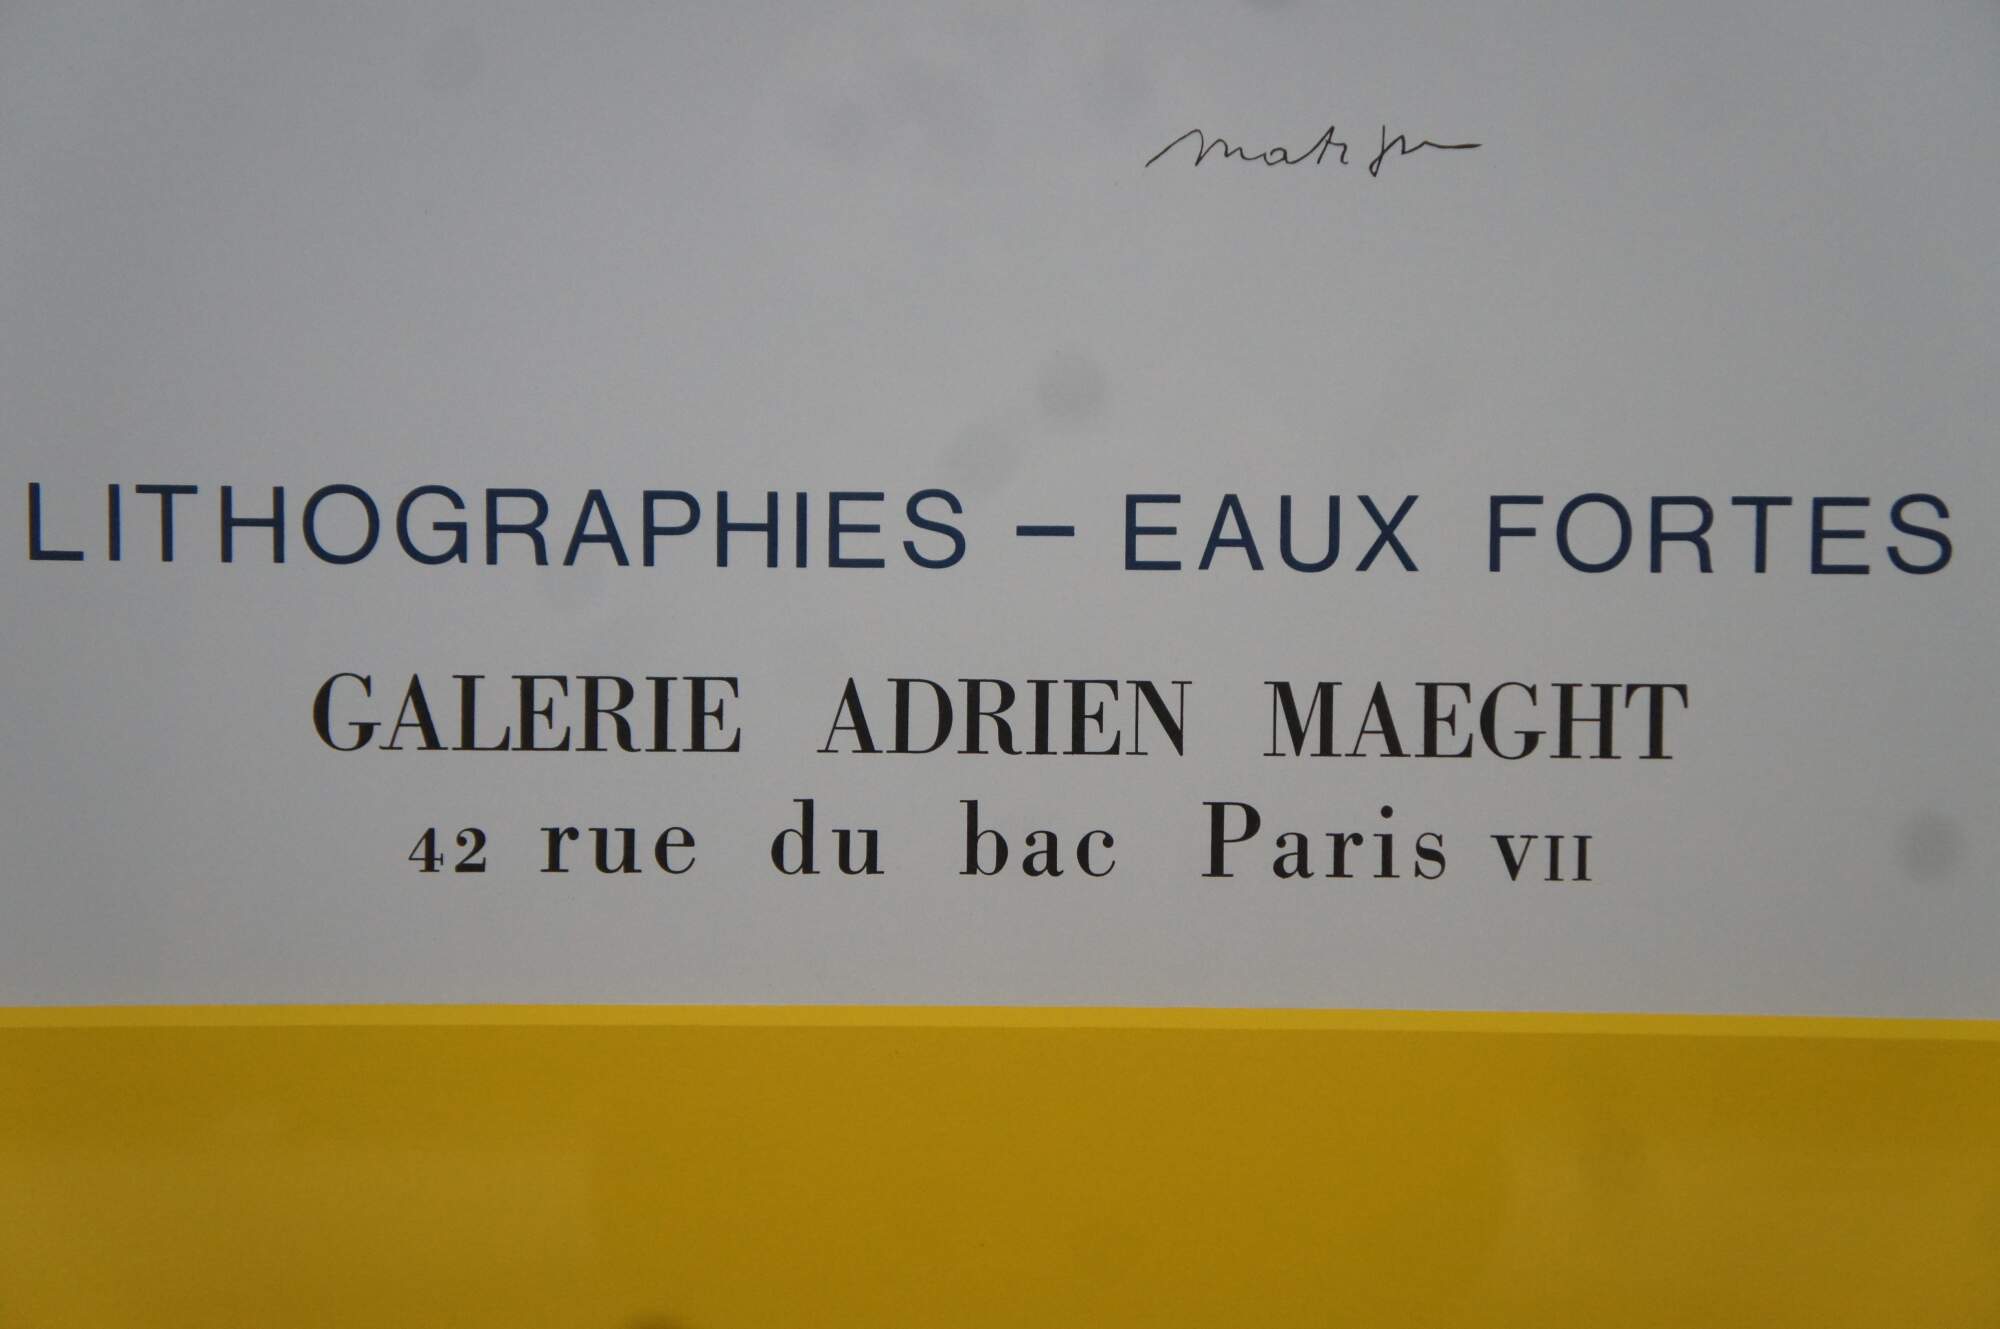 LITHOGRAPHIES – EAUX FORTES
GALERIE ADRIEN MAEGHT
42 rue du bac Paris VII